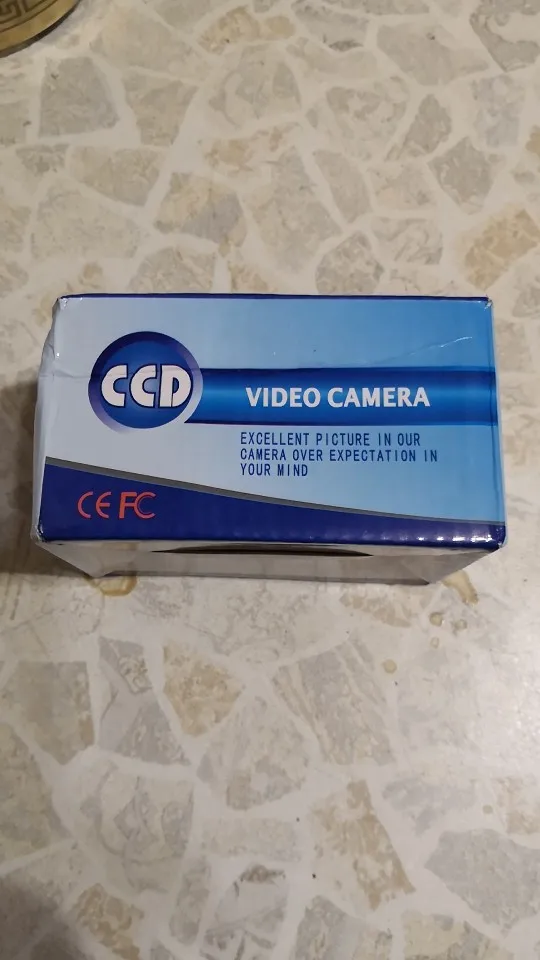 CCD
VIDEO CAMERA
EXCELLENT PICTURE IN OUR
CAMERA OVER EXPECTATION IN
YOUR MIND
CE FC